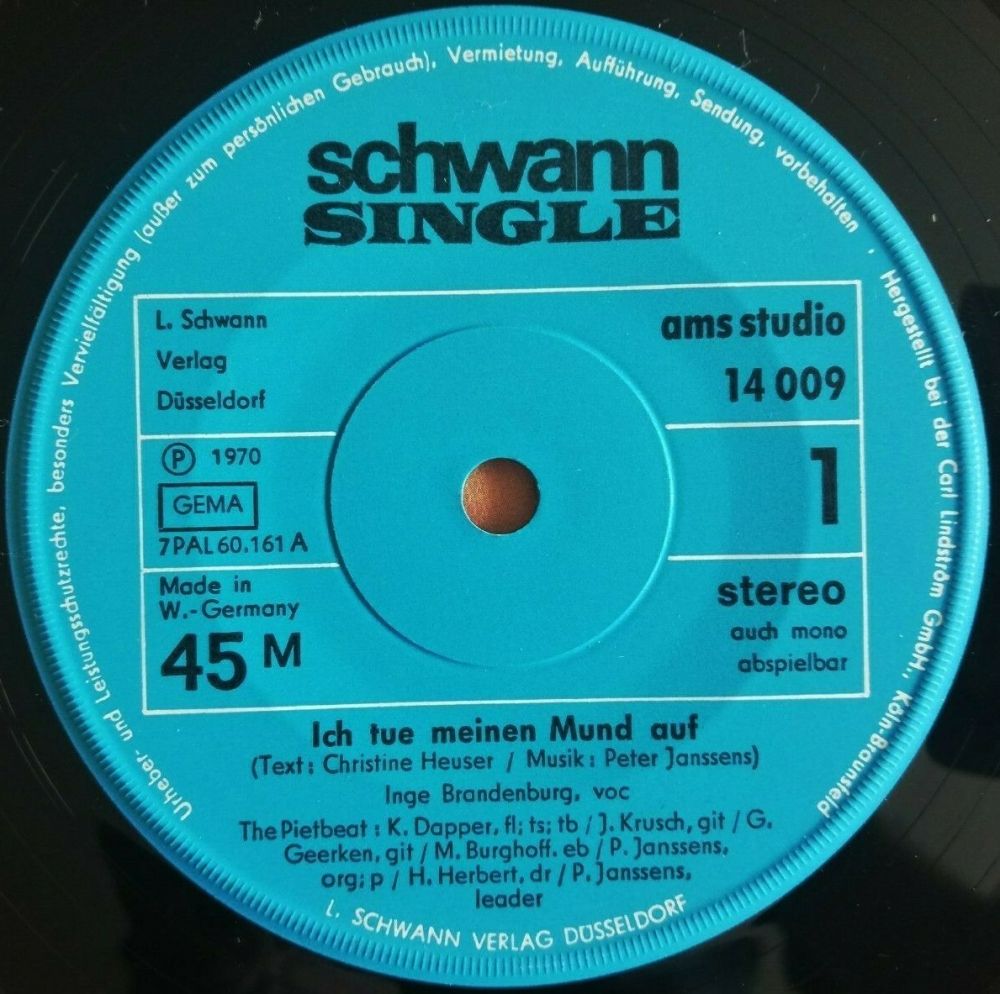 Urheber- und Leistungsschutzrechte, besonders Vervielfältigung (außer zum persönlichen Gebrauch), Vermietung, Aufführung, Sendung, vorbehalten . Hergestellt bei der Carl Lindström GmbH., Köln-Braunsfeld
schwann
SINGLE
L. Schwann
Verlag
Düsseldorf
ams studio
14 009
Ⓟ 1970
GEMA
7PAL 60.161 A
1
Made in
W.-Germany
45 M
stereo
auch mono
abspielbar
Ich tue meinen Mund auf
(Text: Christine Heuser / Musik: Peter Janssens)
Inge Brandenburg, voc
The Pietbeat: K. Dapper, fl; ts; tb / J. Krusch, git / G.
Geerken, git / M. Burghoff. eb / P. Janssens,
org; p / H. Herbert, dr / P. Janssens,
leader
L. SCHWANN VERLAG DÜSSELDORF